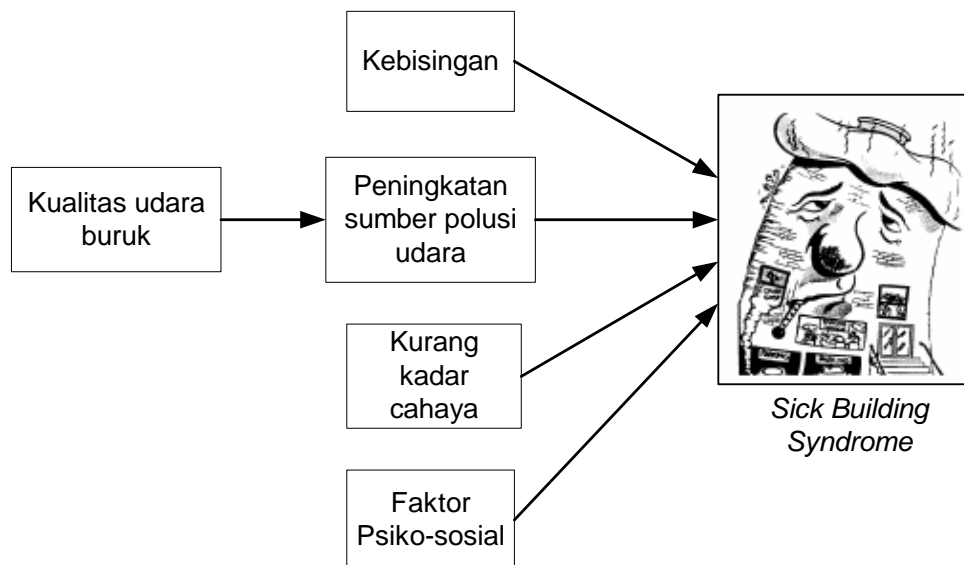 Kebisingan
Kualitas udara
buruk
Peningkatan
sumber polusi
udara
Kurang
kadar
cahaya
Faktor
Psiko-sosial
Sick Building
Syndrome